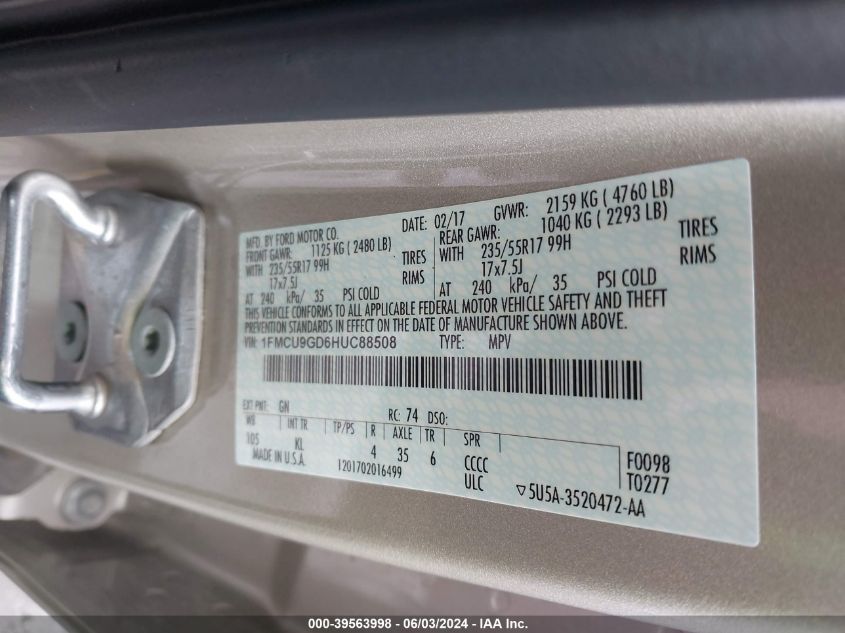 MFD. BY FORD MOTOR CO.
DATE: 02/17 GVWR: 2159 KG ( 4760 LB)
FRONT GAWR: 1125 KG ( 2480 LB) REAR GAWR: 1040 KG ( 2293 LB)
WITH 235/55R17 99H TIRES WITH 235/55R17 99H TIRES
17x7.5J RIMS 17x7.5J RIMS
AT 240 kPa/ 35 PSI COLD AT 240 kPa/ 35 PSI COLD
THIS VEHICLE CONFORMS TO ALL APPLICABLE FEDERAL MOTOR VEHICLE SAFETY AND THEFT
PREVENTION STANDARDS IN EFFECT ON THE DATE OF MANUFACTURE SHOWN ABOVE.
VIN: 1FMCU9GD6HUC88508 TYPE: MPV
EXT PNT: GN RC: 74 DSO:
WB INT TR TP/PS R AXLE TR SPR
105 KL 4 35 6 CCCC F0098
MADE IN U.S.A. 1201702016499 ULC T0277
▽5U5A-3520472-AA
000-39563998 - 06/03/2024 - IAA Inc.